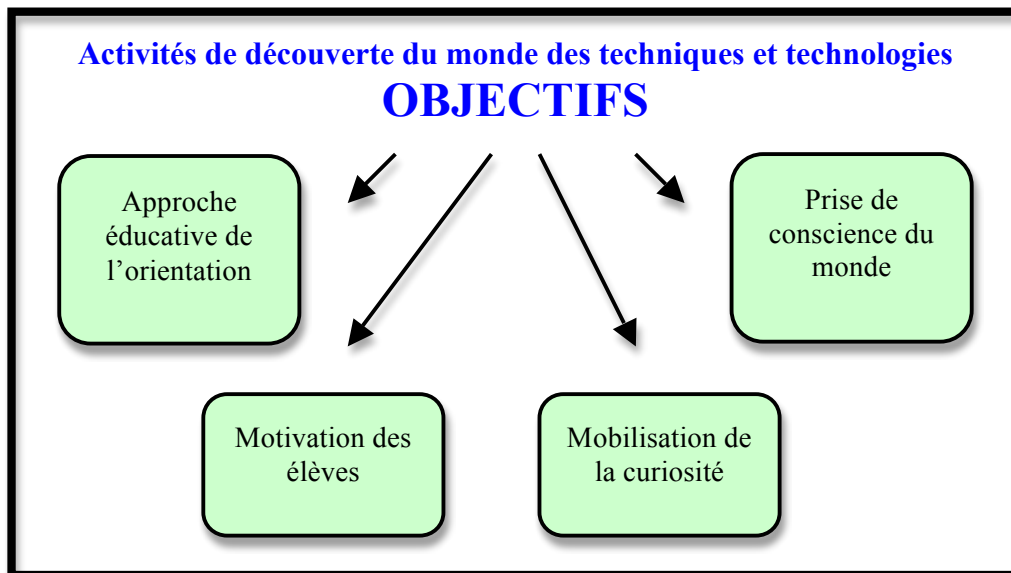 Activités de découverte du monde des techniques et technologies
OBJECTIFS
Approche
éducative de
l’orientation
Prise de
conscience du
monde
Motivation des
élèves
Mobilisation de
la curiosité